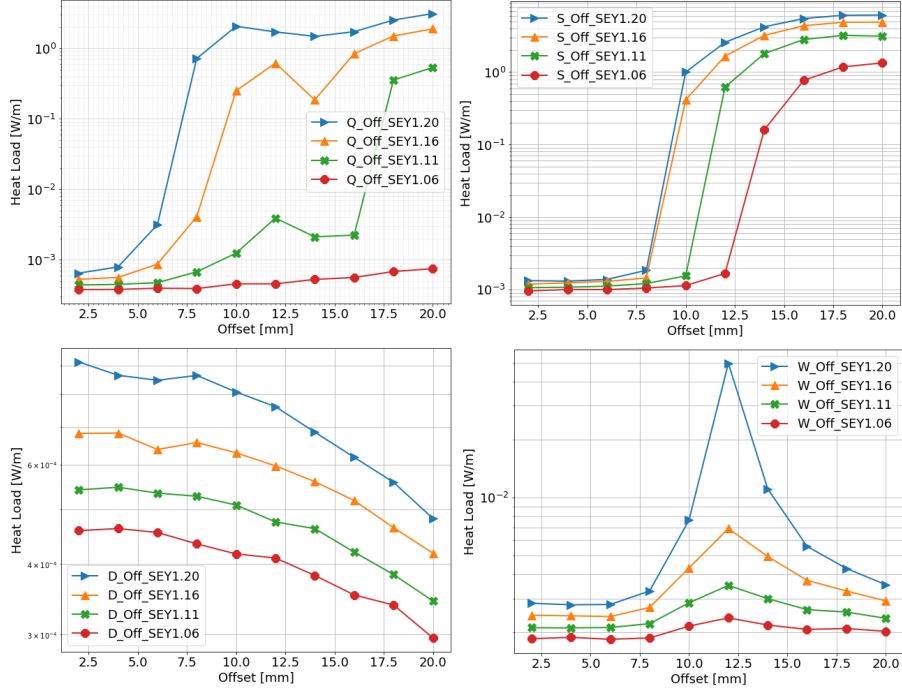 Heat Load [W/m]
10⁰
10⁻¹
10⁻²
10⁻³
Q_Off_SEY1.20
Q_Off_SEY1.16
Q_Off_SEY1.11
Q_Off_SEY1.06
2.5 5.0 7.5 10.0 12.5 15.0 17.5 20.0
Offset [mm]
Heat Load [W/m]
10⁰
10⁻¹
10⁻²
10⁻³
S_Off_SEY1.20
S_Off_SEY1.16
S_Off_SEY1.11
S_Off_SEY1.06
2.5 5.0 7.5 10.0 12.5 15.0 17.5 20.0
Offset [mm]
Heat Load [W/m]
6×10⁻⁴
4×10⁻⁴
3×10⁻⁴
D_Off_SEY1.20
D_Off_SEY1.16
D_Off_SEY1.11
D_Off_SEY1.06
2.5 5.0 7.5 10.0 12.5 15.0 17.5 20.0
Offset [mm]
Heat Load [W/m]
10⁻²
W_Off_SEY1.20
W_Off_SEY1.16
W_Off_SEY1.11
W_Off_SEY1.06
2.5 5.0 7.5 10.0 12.5 15.0 17.5 20.0
Offset [mm]